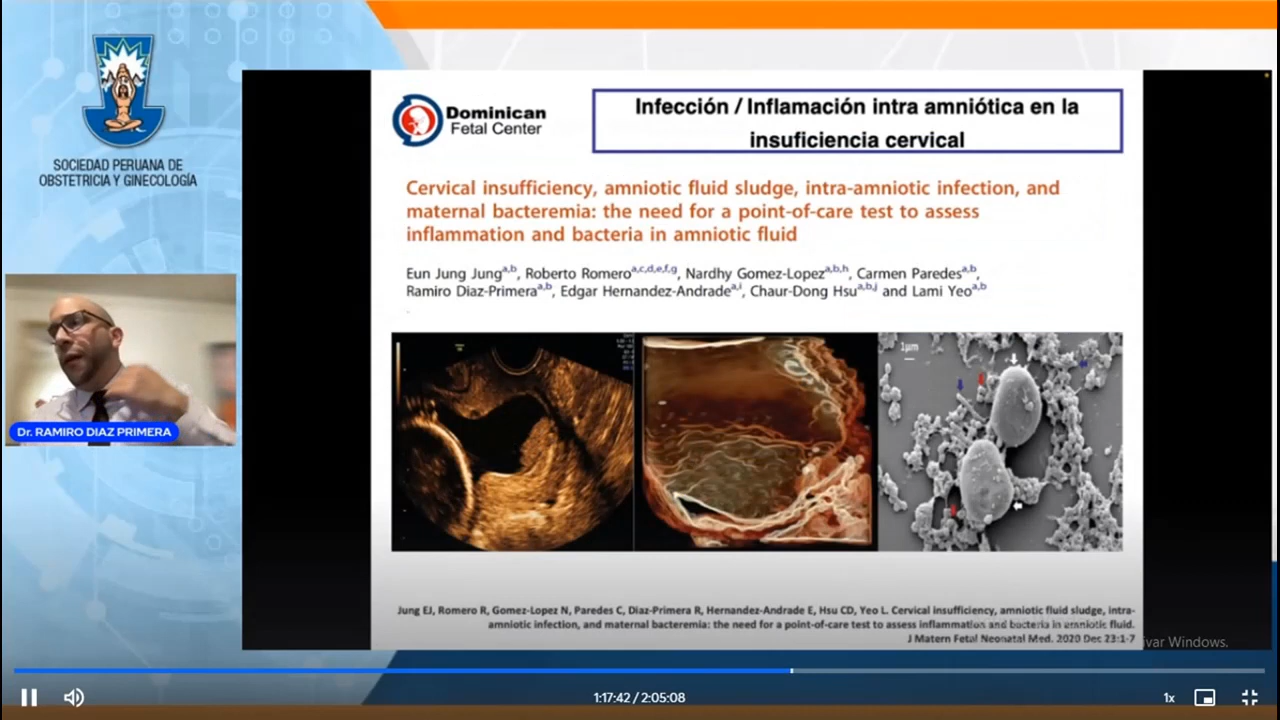 SOCIEDAD PERUANA DE
OBSTETRICIA Y GINECOLOGÍA
Dr. RAMIRO DIAZ PRIMERA
Dominican
Fetal Center
Infección / Inflamación intra amniótica en la
insuficiencia cervical
Cervical insufficiency, amniotic fluid sludge, intra-amniotic infection, and
maternal bacteremia: the need for a point-of-care test to assess
inflammation and bacteria in amniotic fluid
Eun Jung Jung^a,b, Roberto Romero^a,c,d,e,f,g, Nardhy Gomez-Lopez^a,b,h, Carmen Paredes^a,b,
Ramiro Diaz-Primera^a,b, Edgar Hernandez-Andrade^a,i, Chaur-Dong Hsu^a,b,j and Lami Yeo^a,b
1µm
Jung EJ, Romero R, Gomez-Lopez N, Paredes C, Diaz-Primera R, Hernandez-Andrade E, Hsu CD, Yeo L. Cervical insufficiency, amniotic fluid sludge, intra-
amniotic infection, and maternal bacteremia: the need for a point-of-care test to assess inflammation and bacteria in amniotic fluid.
J Matern Fetal Neonatal Med. 2020 Dec 23:1-7
ivar Windows.
1:17:42 / 2:05:08
1x